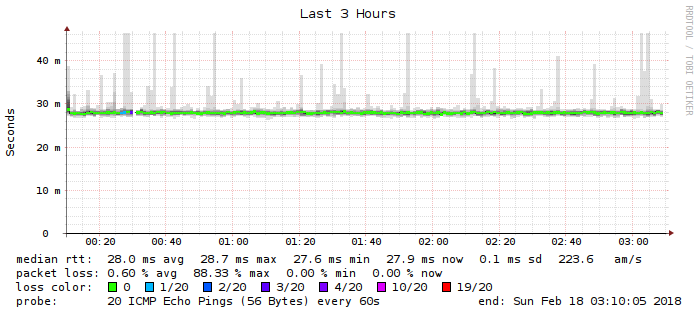 Last 3 Hours
RRDTOOL / TOBI OETIKER
Seconds
40 m
30 m
20 m
10 m
0
00:20 00:40 01:00 01:20 01:40 02:00 02:20 02:40 03:00
median rtt: 28.0 ms avg 28.7 ms max 27.6 ms min 27.9 ms now 0.1 ms sd 223.6 am/s
packet loss: 0.60 % avg 88.33 % max 0.00 % min 0.00 % now
loss color: 0 1/20 2/20 3/20 4/20 10/20 19/20
probe: 20 ICMP Echo Pings (56 Bytes) every 60s end: Sun Feb 18 03:10:05 2018